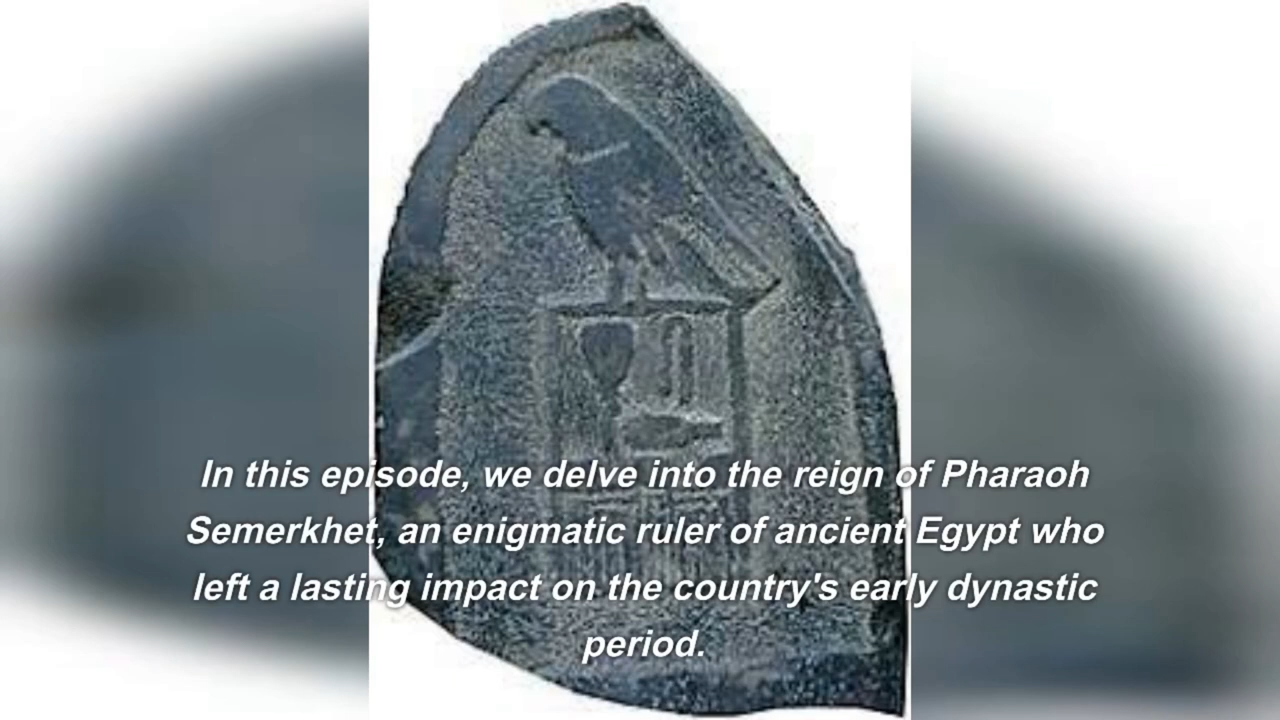 In this episode, we delve into the reign of Pharaoh
Semerkhet, an enigmatic ruler of ancient Egypt who
left a lasting impact on the country's early dynastic
period.